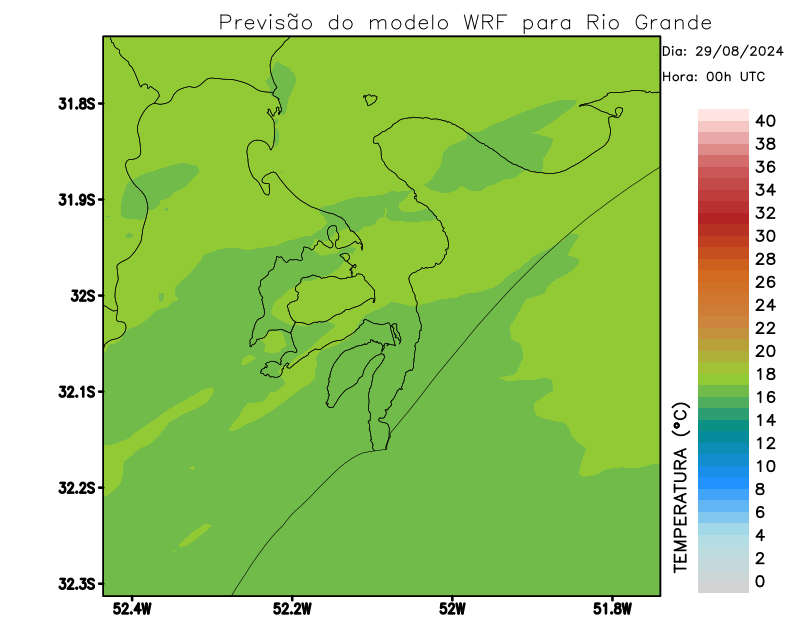 Previsão do modelo WRF para Rio Grande
Dia: 29/08/2024
Hora: 00h UTC
31.8S
31.9S
32S
32.1S
32.2S
32.3S
52.4W
52.2W
52W
51.8W
TEMPERATURA (°C)
40
38
36
34
32
30
28
26
24
22
20
18
16
14
12
10
8
6
4
2
0